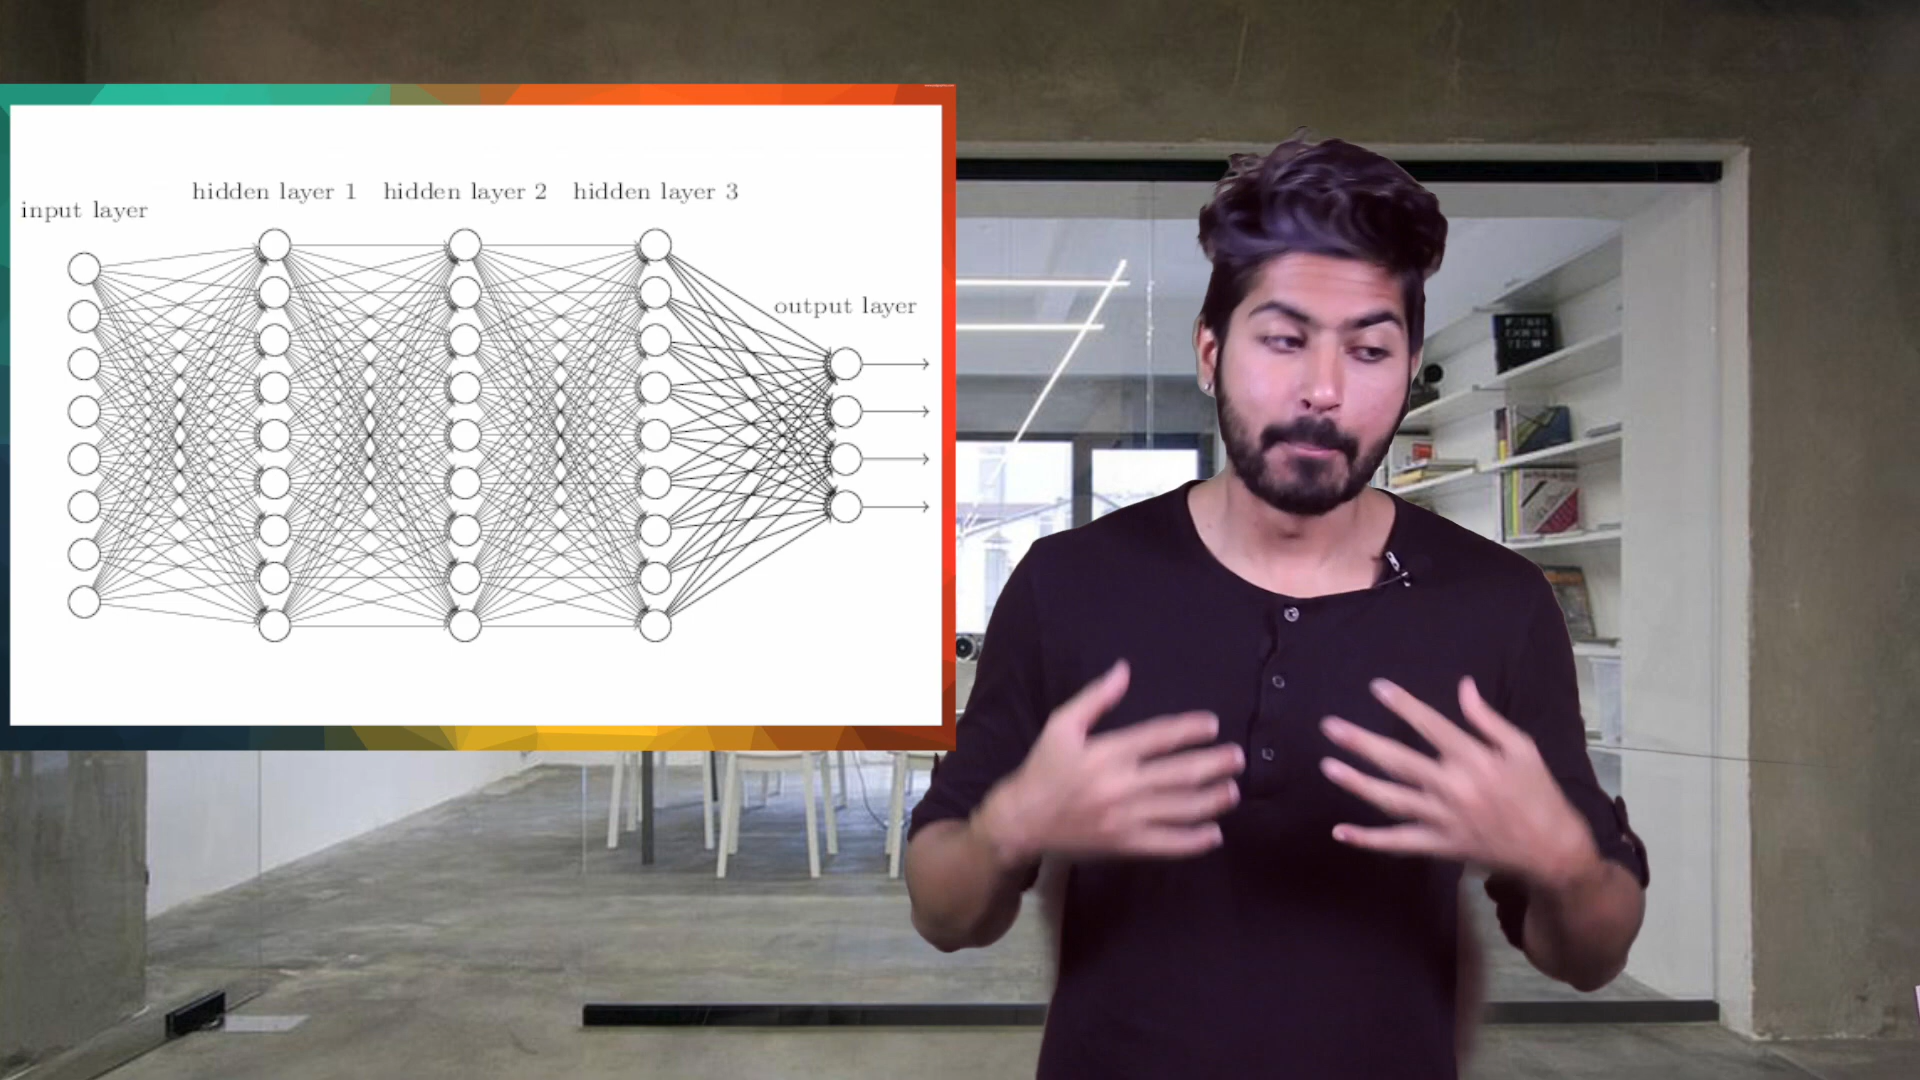 hidden layer 1 hidden layer 2 hidden layer 3
input layer
output layer